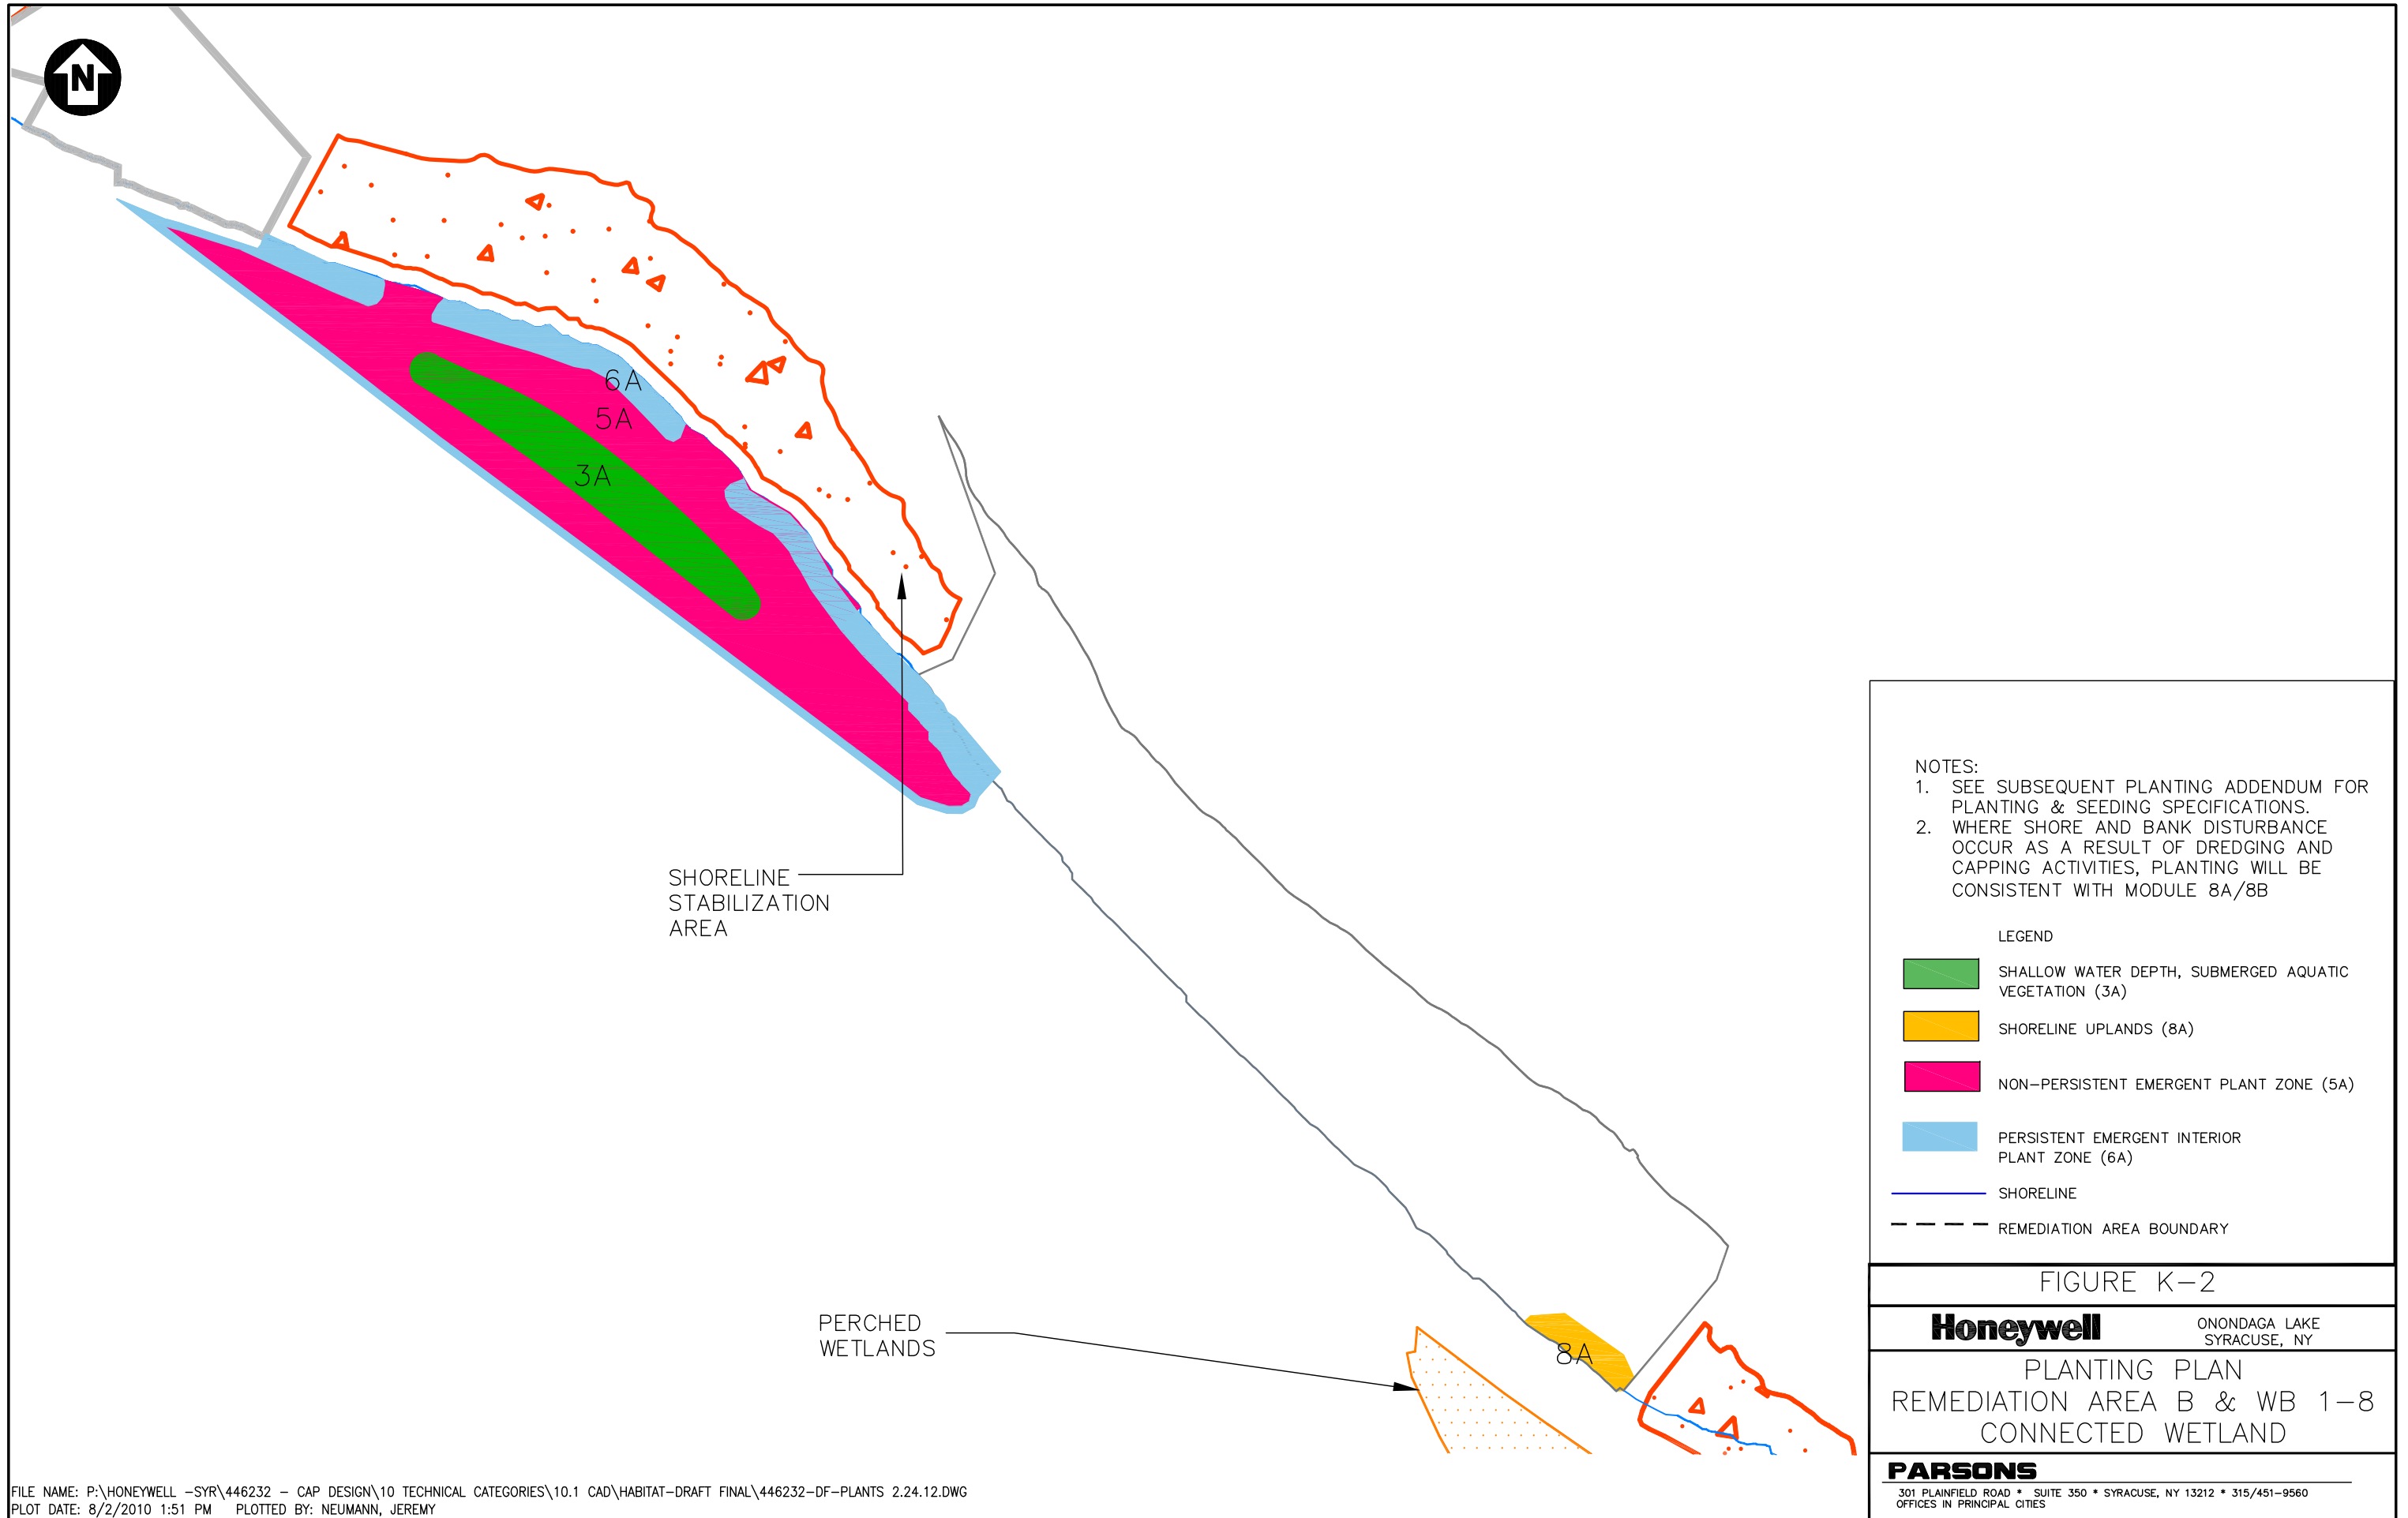 N
6A
5A
3A
SHORELINE
STABILIZATION
AREA
PERCHED
WETLANDS
8A
NOTES:
1. SEE SUBSEQUENT PLANTING ADDENDUM FOR
PLANTING & SEEDING SPECIFICATIONS.
2. WHERE SHORE AND BANK DISTURBANCE
OCCUR AS A RESULT OF DREDGING AND
CAPPING ACTIVITIES, PLANTING WILL BE
CONSISTENT WITH MODULE 8A/8B
LEGEND
SHALLOW WATER DEPTH, SUBMERGED AQUATIC
VEGETATION (3A)
SHORELINE UPLANDS (8A)
NON-PERSISTENT EMERGENT PLANT ZONE (5A)
PERSISTENT EMERGENT INTERIOR
PLANT ZONE (6A)
SHORELINE
REMEDIATION AREA BOUNDARY
FIGURE K-2
Honeywell
ONONDAGA LAKE
SYRACUSE, NY
PLANTING PLAN
REMEDIATION AREA B & WB 1-8
CONNECTED WETLAND
PARSONS
301 PLAINFIELD ROAD * SUITE 350 * SYRACUSE, NY 13212 * 315/451-9560
OFFICES IN PRINCIPAL CITIES
FILE NAME: P:\HONEYWELL -SYR\446232 - CAP DESIGN\10 TECHNICAL CATEGORIES\10.1 CAD\HABITAT-DRAFT FINAL\446232-DF-PLANTS 2.24.12.DWG
PLOT DATE: 8/2/2010 1:51 PM PLOTTED BY: NEUMANN, JEREMY